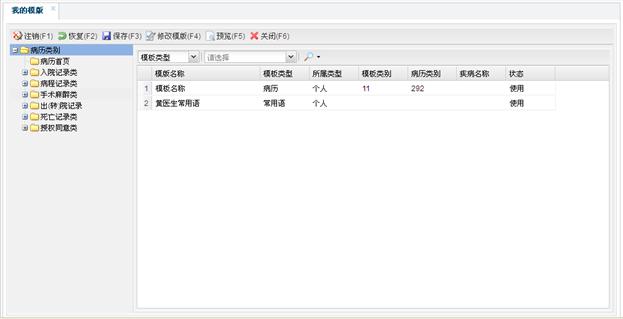 我的模版
注销(F1) 恢复(F2) 保存(F3) 修改模版(F4) 预览(F5) 关闭(F6)
病历类别
病历首页
入院记录类
病程记录类
手术麻醉类
出(转)院记录
死亡记录类
授权同意类
模板类型 请选择
模版名称 模板类型 所属类型 模板类别 病历类别 疾病名称 状态
1 模板名称 病历 个人 11 292 使用
2 黄医生常用语 常用语 个人 使用